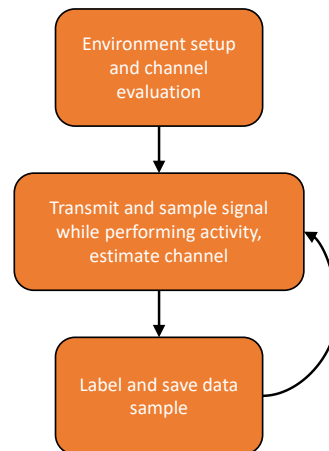 Environment setup
and channel
evaluation
Transmit and sample signal
while performing activity,
estimate channel
Label and save data
sample